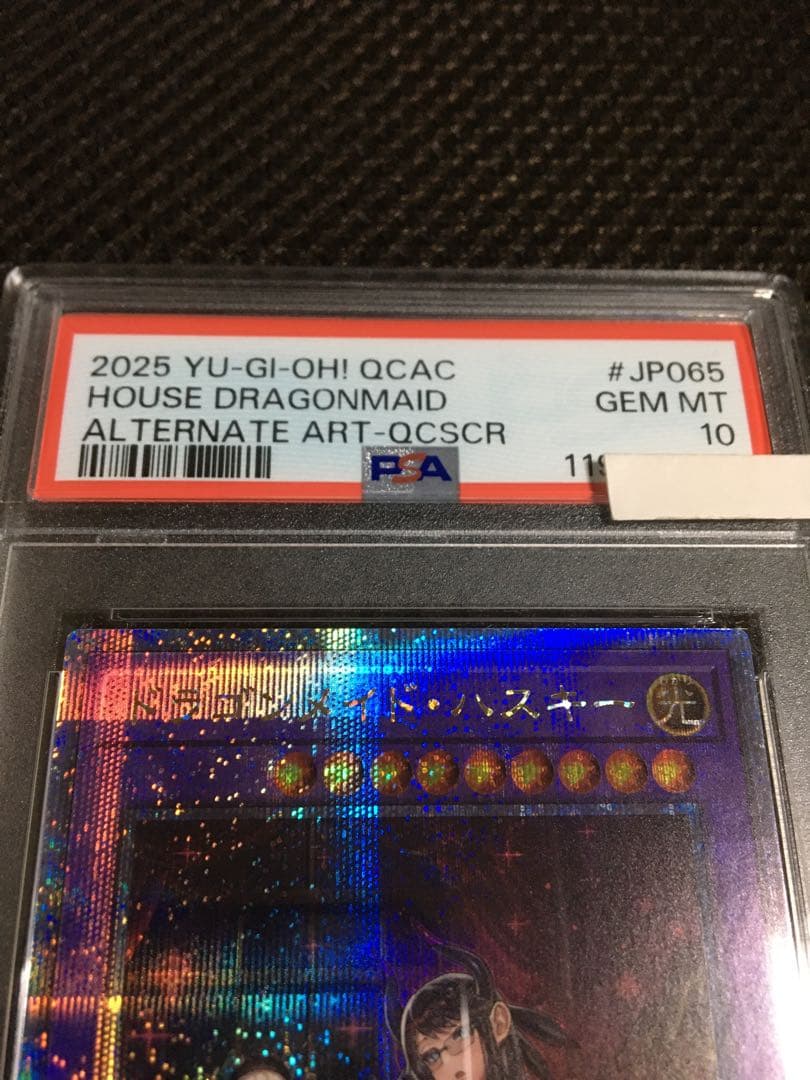 2025 YU-GI-OH! QCAC #JP065
HOUSE DRAGONMAID GEM MT
ALTERNATE ART-QCSCR 10
PSA 119
ドラゴンメイド・ハスキー 光